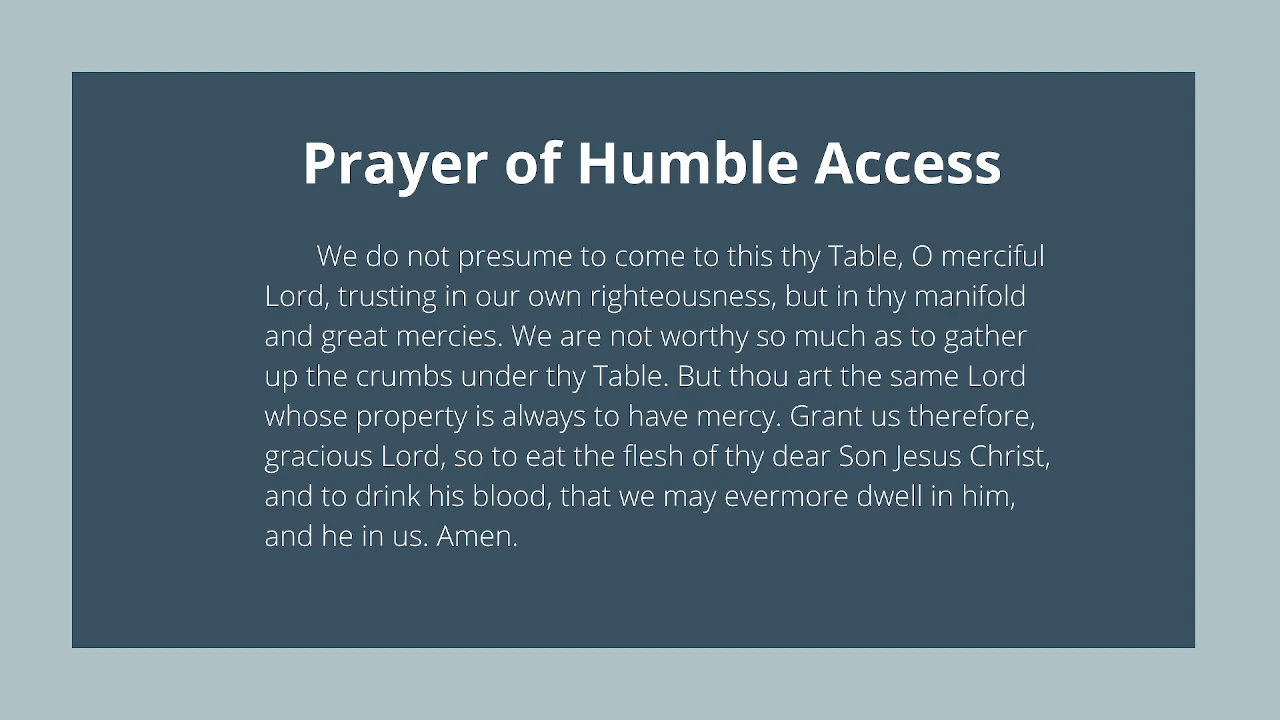 Prayer of Humble Access
We do not presume to come to this thy Table, O merciful
Lord, trusting in our own righteousness, but in thy manifold
and great mercies. We are not worthy so much as to gather
up the crumbs under thy Table. But thou art the same Lord
whose property is always to have mercy. Grant us therefore,
gracious Lord, so to eat the flesh of thy dear Son Jesus Christ,
and to drink his blood, that we may evermore dwell in him,
and he in us. Amen.